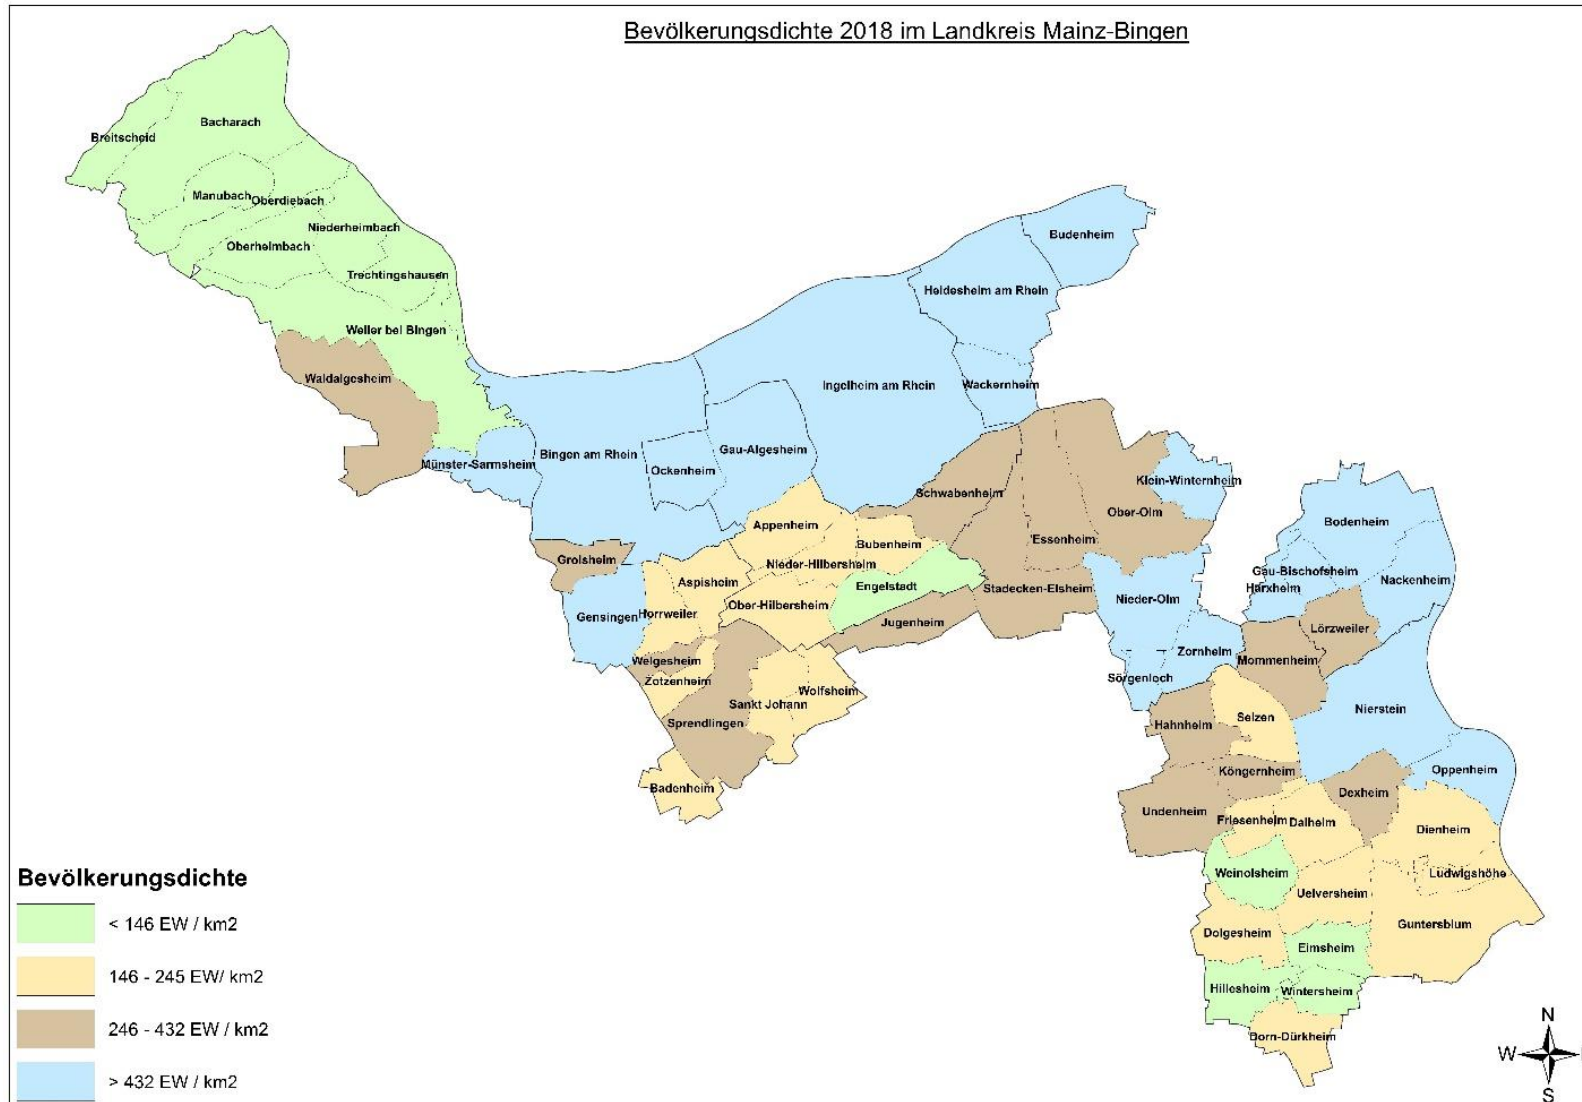 Bevölkerungsdichte 2018 im Landkreis Mainz-Bingen
Bacharach
Breitscheid
Manubach
Oberdiebach
Niederheimbach
Oberheimbach
Trechtingshausen
Weiler bei Bingen
Waldalgesheim
Münster-Sarmsheim
Budenheim
Heidesheim am Rhein
Ingelheim am Rhein
Wackernheim
Bingen am Rhein
Ockenheim
Gau-Algesheim
Schwabenheim
Klein-Winternheim
Ober-Olm
Essenheim
Appenheim
Bubenheim
Nieder-Hilbersheim
Grolsheim
Aspisheim
Engelstadt
Stadecken-Elsheim
Ober-Hilbersheim
Gensingen
Horrweiler
Jugenheim
Nieder-Olm
Welgesheim
Zotzenheim
Zornheim
Sörgenloch
Wolfsheim
Sankt Johann
Sprendlingen
Badenheim
Bodenheim
Gau-Bischofsheim
Nackenheim
Harxheim
Lörzweiler
Mommenheim
Nierstein
Selzen
Hahnheim
Köngernheim
Oppenheim
Dexheim
Undenheim
Friesenheim
Dalheim
Dienheim
Weinolsheim
Ludwigshöhe
Uelversheim
Guntersblum
Dolgesheim
Eimsheim
Hillesheim
Wintersheim
Dorn-Dürkheim
Bevölkerungsdichte
< 146 EW / km2
146 - 245 EW/ km2
246 - 432 EW / km2
> 432 EW / km2
N
W
S